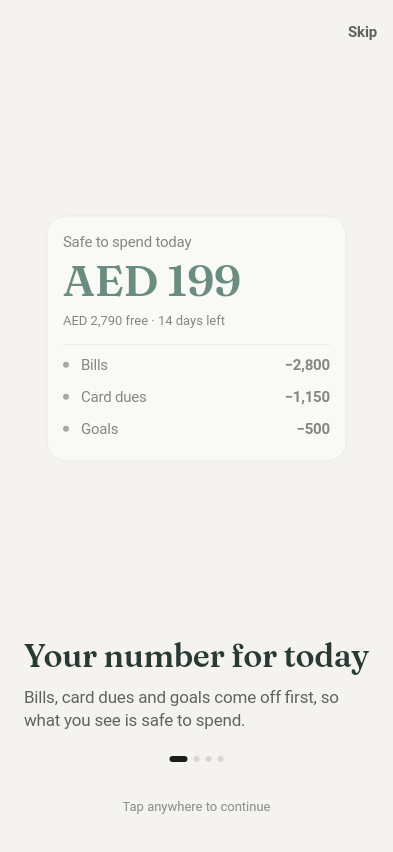 Skip
Safe to spend today
AED 199
AED 2,790 free · 14 days left
Bills −2,800
Card dues −1,150
Goals −500
Your number for today
Bills, card dues and goals come off first, so
what you see is safe to spend.
Tap anywhere to continue